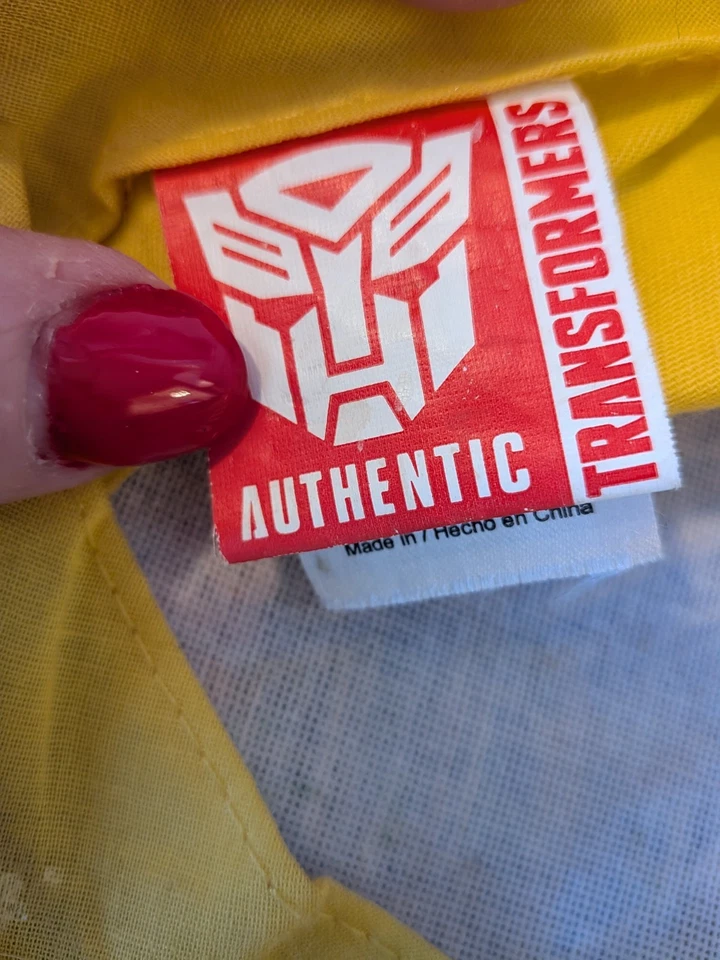 AUTHENTIC
TRANSFORMERS
Made in / Hecho en China